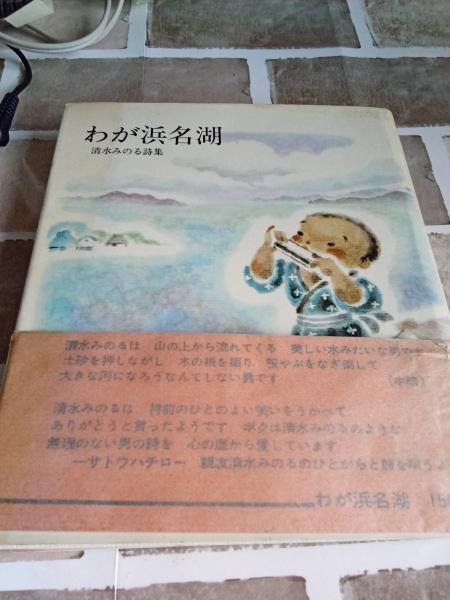 わが浜名湖
清水みのる詩集
清水みのるは 山の上から流れてくる 美しい水みたいな男で
土砂を押しながし 木の根を掘り 笹やぶをなぎ倒して
大きな河になろうなんてしない男です (中略)
清水みのるは 持前のひとのよい笑いをうかべて
ありがとうと貰ったようです ボクは清水みのるのような
無理のない男の詩を 心の底から愛しています
―サトウハチロー 親友清水みのるのひとがらと詩を唄うよ
わが浜名湖